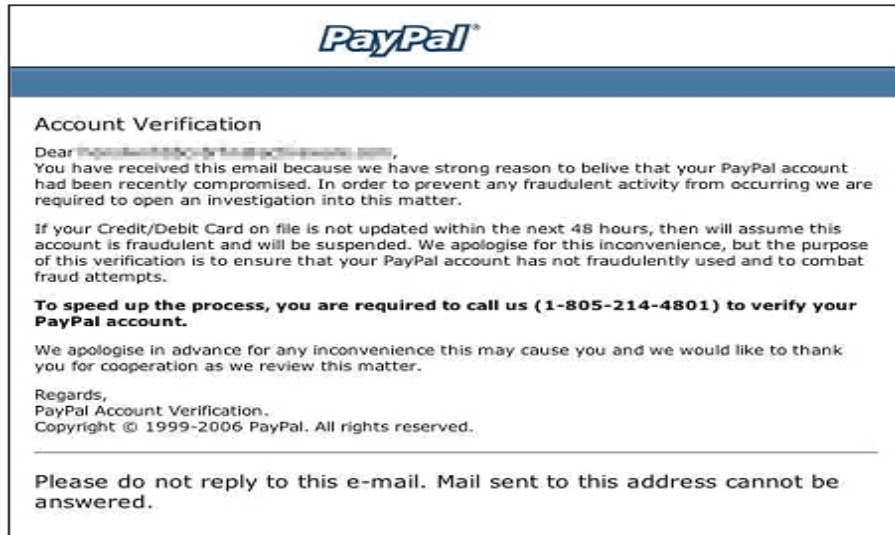 PayPal®
Account Verification
Dear ,
You have received this email because we have strong reason to belive that your PayPal account
had been recently compromised. In order to prevent any fraudulent activity from occurring we are
required to open an investigation into this matter.
If your Credit/Debit Card on file is not updated within the next 48 hours, then will assume this
account is fraudulent and will be suspended. We apologise for this inconvenience, but the purpose
of this verification is to ensure that your PayPal account has not fraudulently used and to combat
fraud attempts.
To speed up the process, you are required to call us (1-805-214-4801) to verify your
PayPal account.
We apologise in advance for any inconvenience this may cause you and we would like to thank
you for cooperation as we review this matter.
Regards,
PayPal Account Verification.
Copyright © 1999-2006 PayPal. All rights reserved.
Please do not reply to this e-mail. Mail sent to this address cannot be
answered.